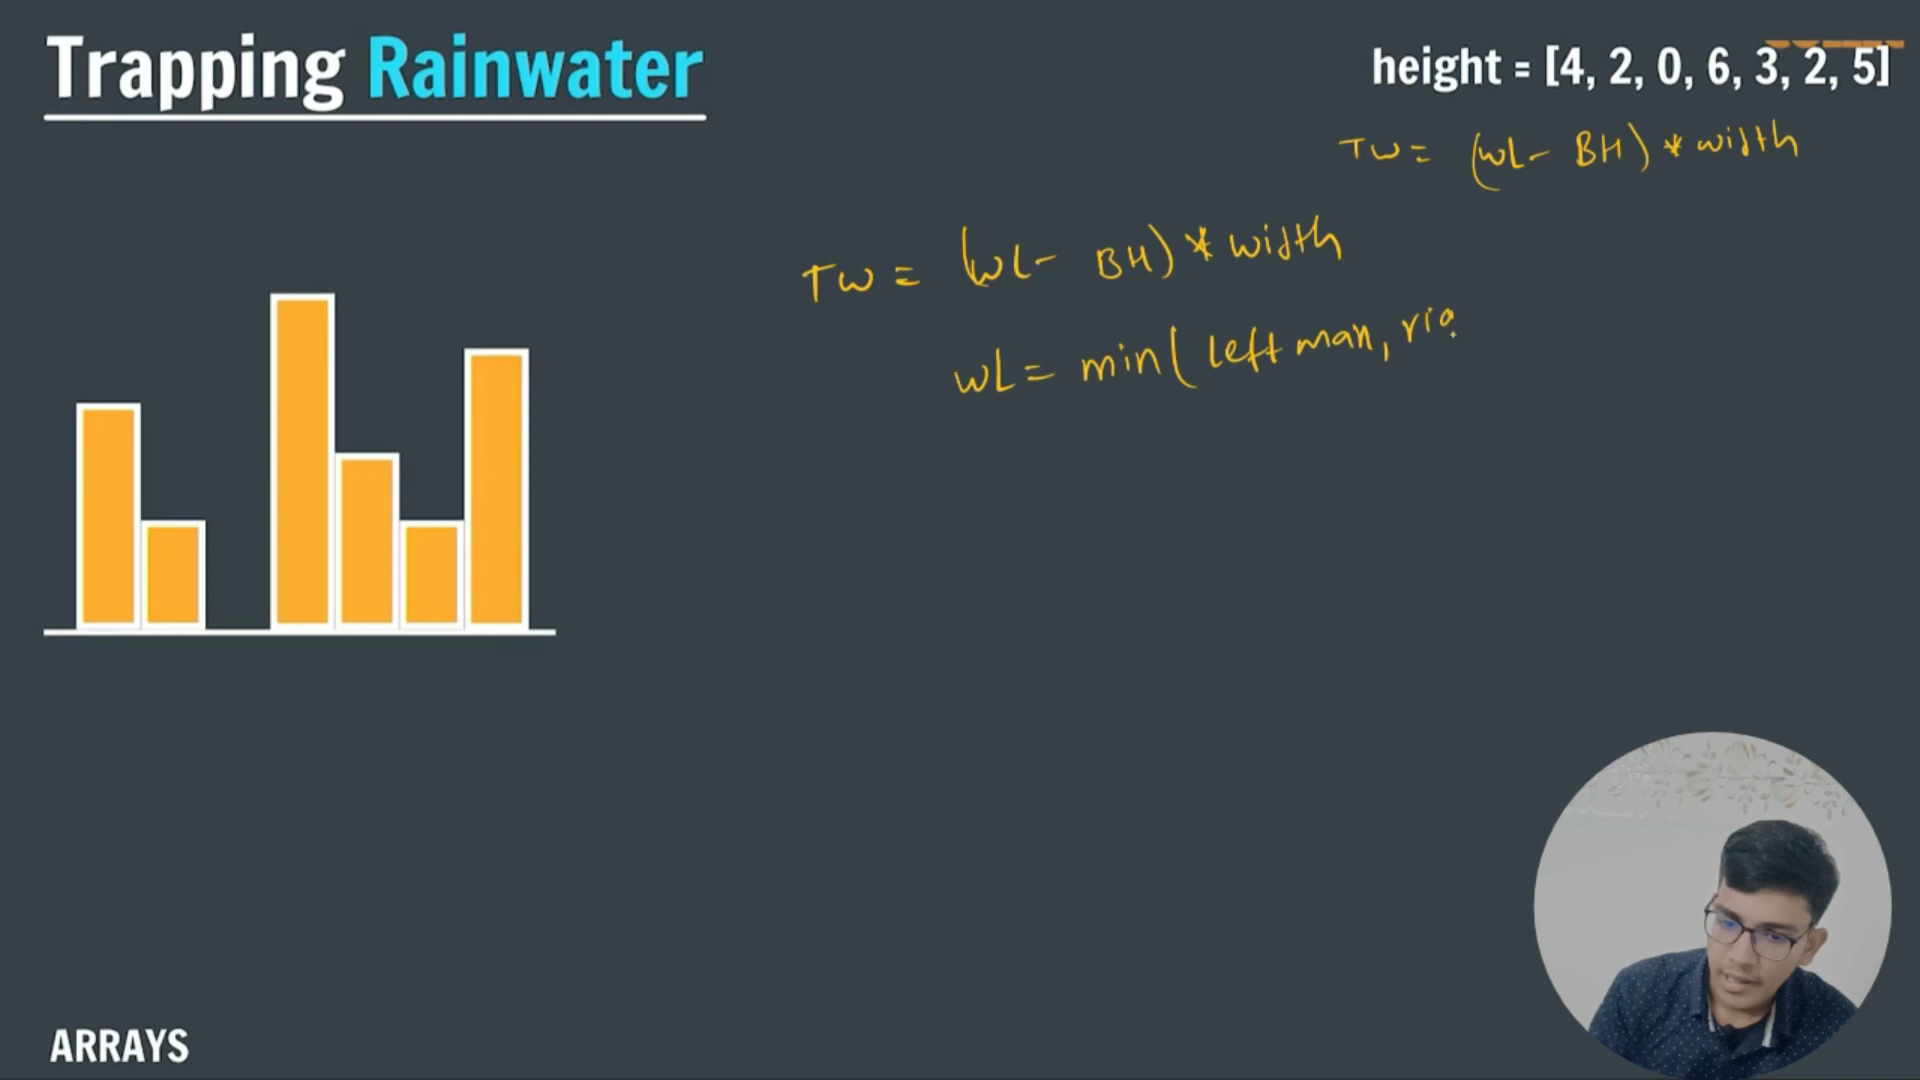 Trapping Rainwater
height = [4, 2, 0, 6, 3, 2, 5]
TW = (WL - BH) * width
TW = (WL - BH) * width
WL = min( left max, rig
ARRAYS